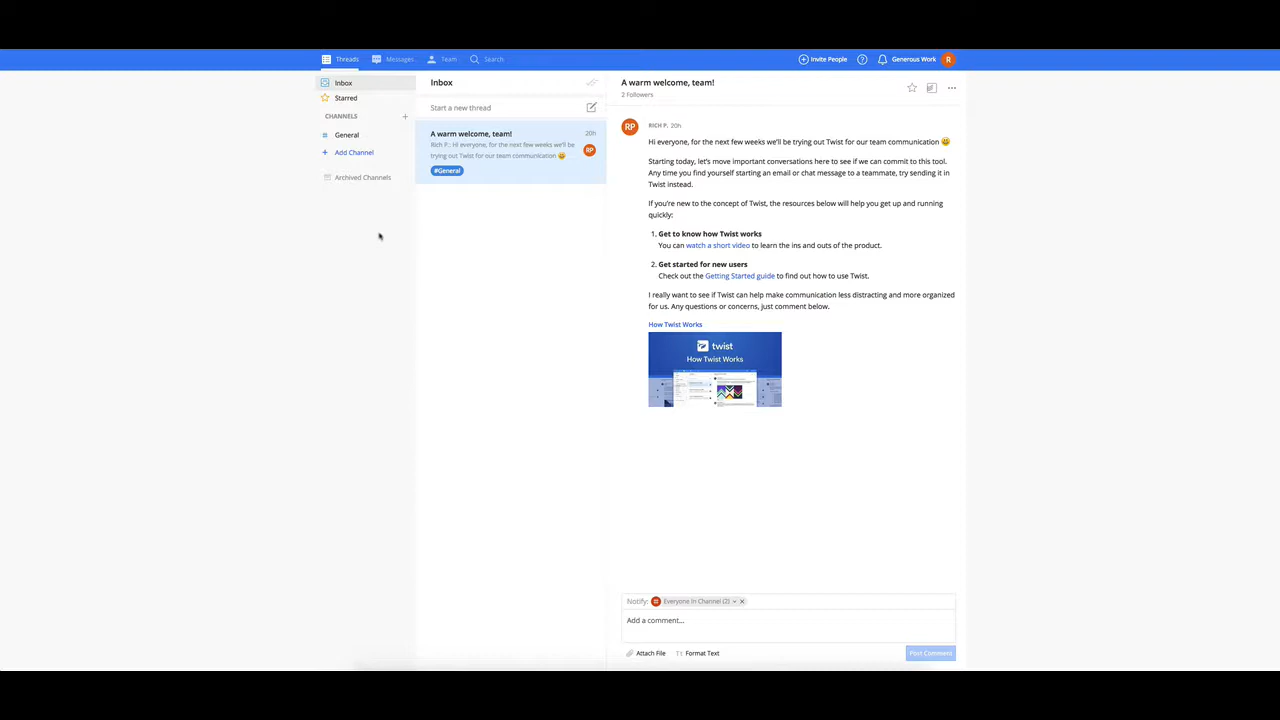 Threads Messages Team Search Invite People ? Generous Work R
Inbox
Starred
CHANNELS +
# General
+ Add Channel
Archived Channels
Inbox
Start a new thread
A warm welcome, team! 20h
Rich P.: Hi everyone, for the next few weeks we'll be
trying out Twist for our team communication 😀
RP
#General
A warm welcome, team!
2 Followers
RP
RICH P. 20h
Hi everyone, for the next few weeks we'll be trying out Twist for our team communication 😀
Starting today, let's move important conversations here to see if we can commit to this tool.
Any time you find yourself starting an email or chat message to a teammate, try sending it in
Twist instead.
If you're new to the concept of Twist, the resources below will help you get up and running
quickly:
1. Get to know how Twist works
You can watch a short video to learn the ins and outs of the product.
2. Get started for new users
Check out the Getting Started guide to find out how to use Twist.
I really want to see if Twist can help make communication less distracting and more organized
for us. Any questions or concerns, just comment below.
How Twist Works
twist
How Twist Works
Notify: # Everyone In Channel (2)
Add a comment...
Attach File Tt Format Text Post Comment